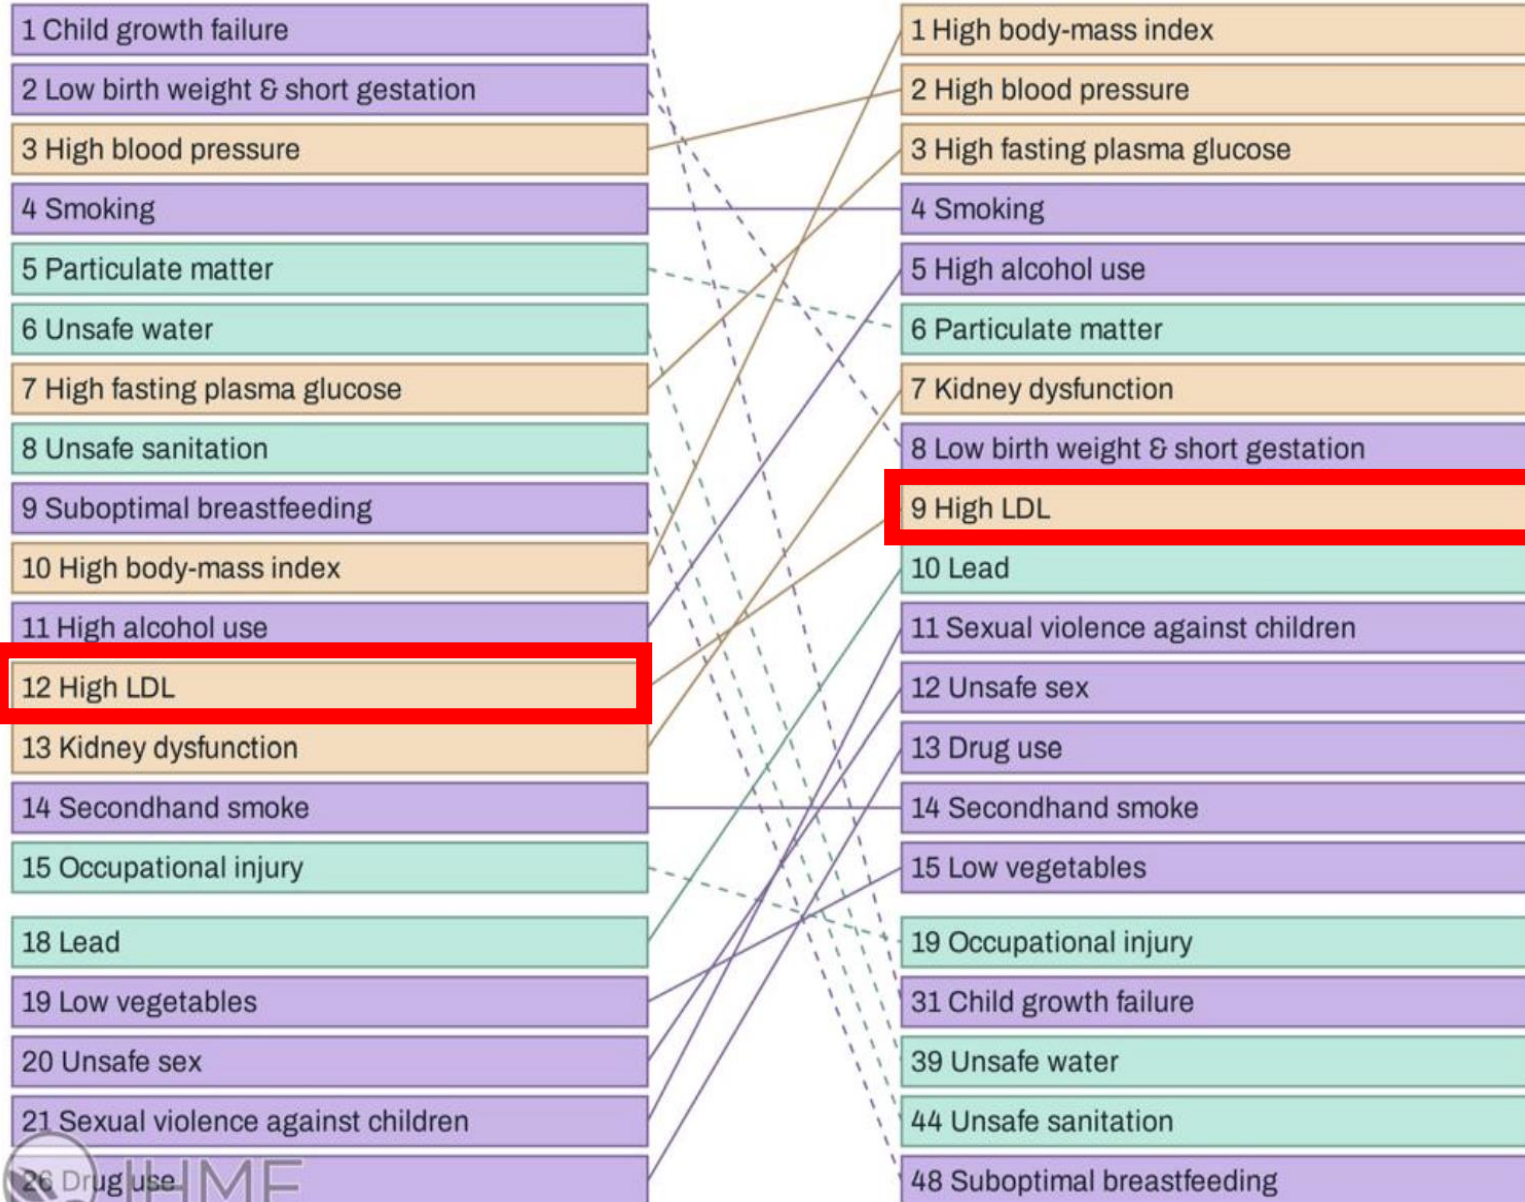 1 Child growth failure
2 Low birth weight & short gestation
3 High blood pressure
4 Smoking
5 Particulate matter
6 Unsafe water
7 High fasting plasma glucose
8 Unsafe sanitation
9 Suboptimal breastfeeding
10 High body-mass index
11 High alcohol use
12 High LDL
13 Kidney dysfunction
14 Secondhand smoke
15 Occupational injury
18 Lead
19 Low vegetables
20 Unsafe sex
21 Sexual violence against children
26 Drug use
IHME
1 High body-mass index
2 High blood pressure
3 High fasting plasma glucose
4 Smoking
5 High alcohol use
6 Particulate matter
7 Kidney dysfunction
8 Low birth weight & short gestation
9 High LDL
10 Lead
11 Sexual violence against children
12 Unsafe sex
13 Drug use
14 Secondhand smoke
15 Low vegetables
19 Occupational injury
31 Child growth failure
39 Unsafe water
44 Unsafe sanitation
48 Suboptimal breastfeeding